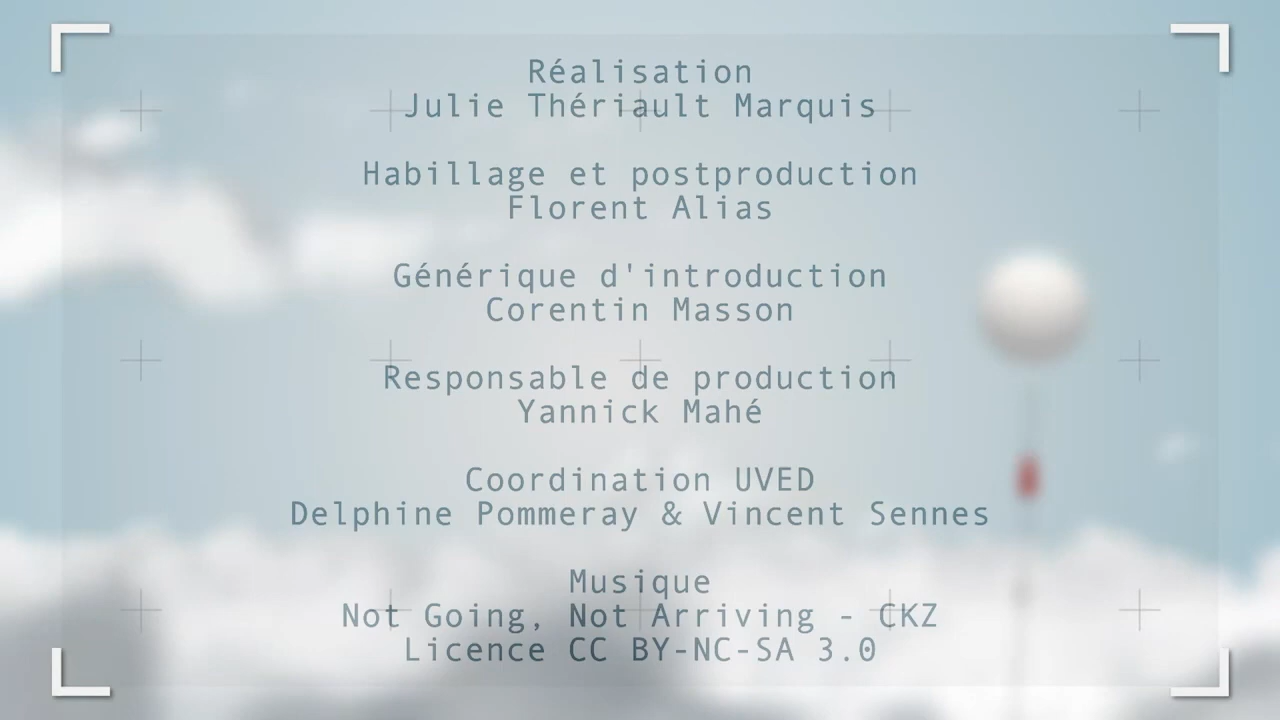 Réalisation
Julie Thériault Marquis
Habillage et postproduction
Florent Alias
Générique d'introduction
Corentin Masson
Responsable de production
Yannick Mahé
Coordination UVED
Delphine Pommeray & Vincent Sennes
Musique
Not Going, Not Arriving - CKZ
Licence CC BY-NC-SA 3.0